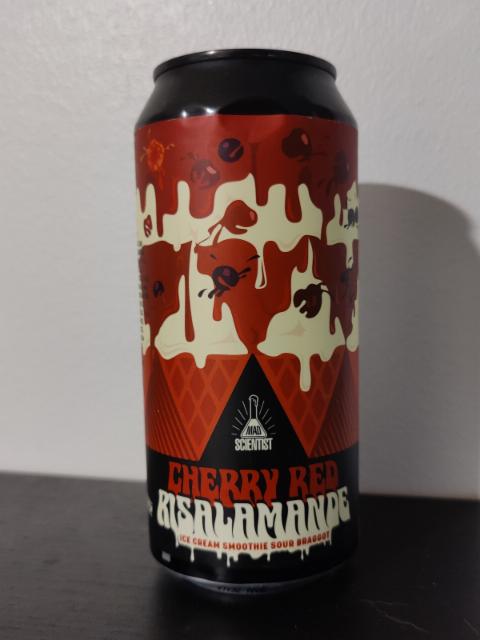 MAD
SCIENTIST
CHERRY RED
RISALAMANDE
ICE CREAM SMOOTHIE SOUR BRAGGOT